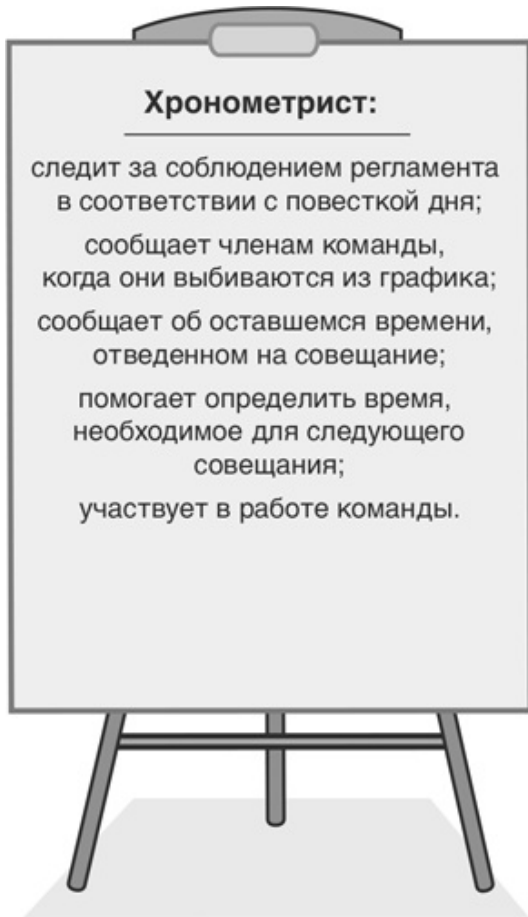 Хронометрист:
следит за соблюдением регламента
в соответствии с повесткой дня;
сообщает членам команды,
когда они выбиваются из графика;
сообщает об оставшемся времени,
отведенном на совещание;
помогает определить время,
необходимое для следующего
совещания;
участвует в работе команды.